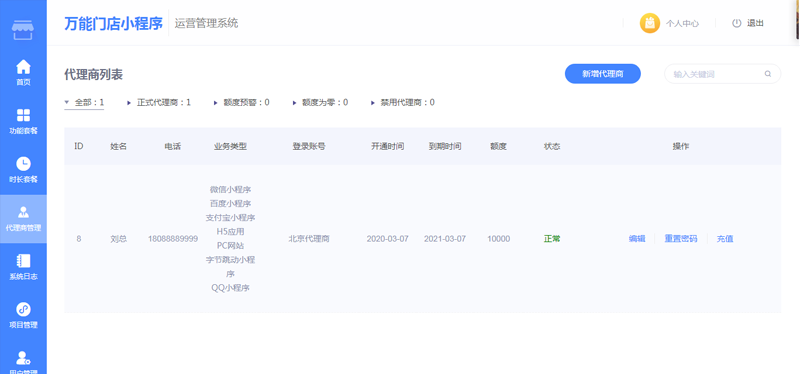 万能门店小程序 运营管理系统 个人中心 退出
首页
功能套餐
时长套餐
代理商管理
系统日志
项目管理
代理商列表 新增代理商 输入关键词
全部：1 正式代理商：1 额度预警：0 额度为零：0 禁用代理商：0
ID 姓名 电话 业务类型 登录账号 开通时间 到期时间 额度 状态 操作
微信小程序
百度小程序
支付宝小程序
H5应用
8 刘总 18088889999 PC网站 北京代理商 2020-03-07 2021-03-07 10000 正常 编辑 重置密码 充值
字节跳动小程
序
QQ小程序